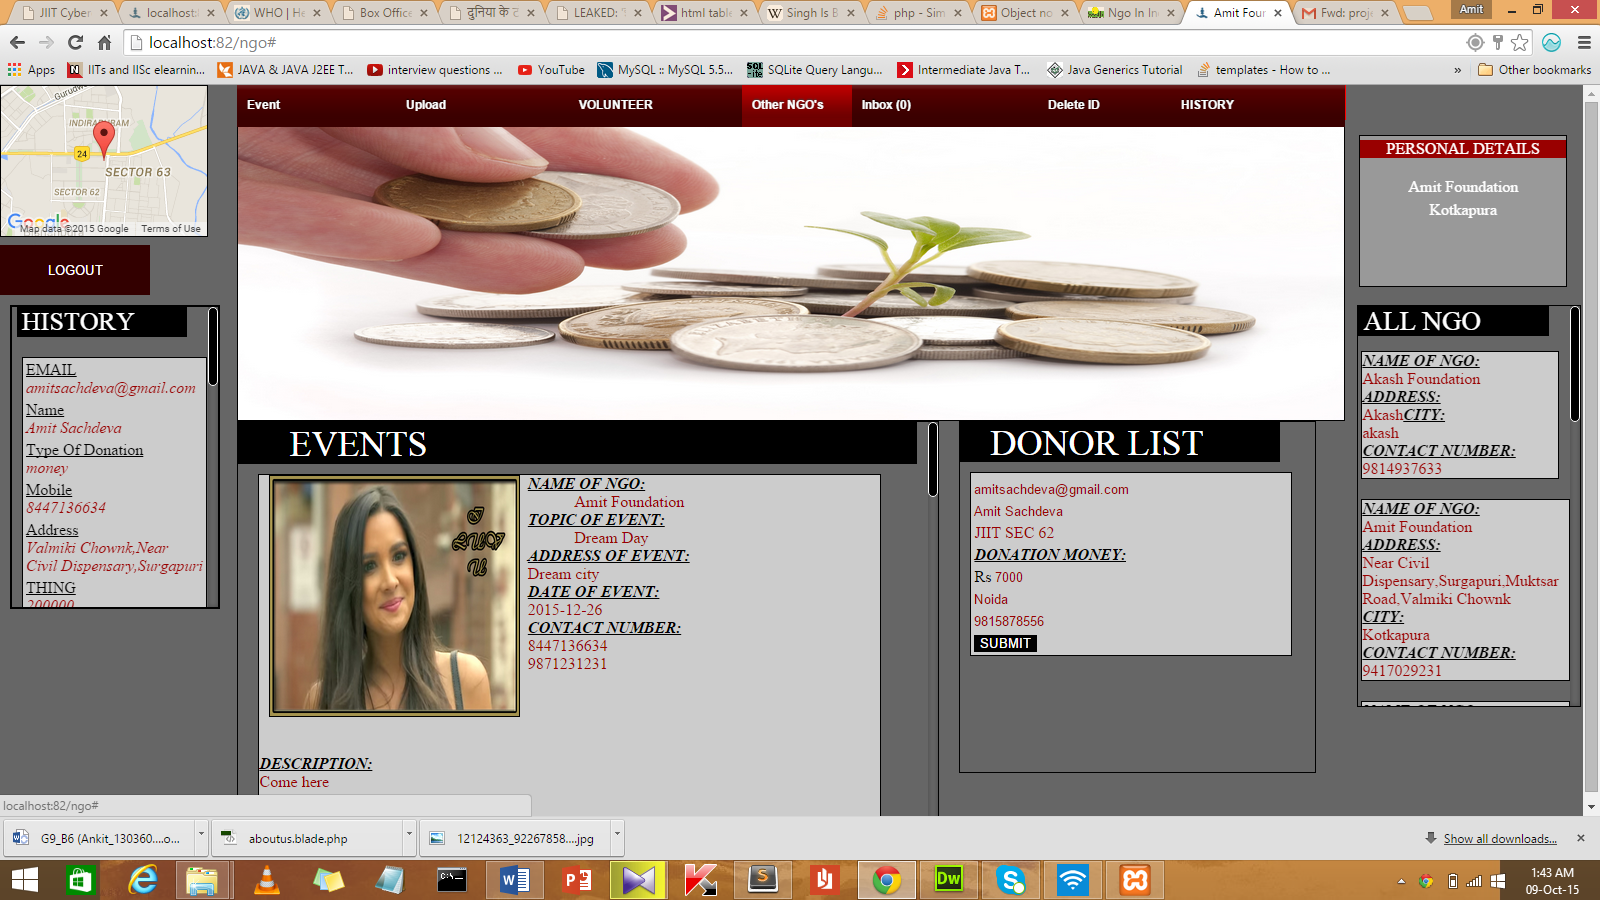 JIIT Cyber
localhost
WHO | He
Box Office
दुनिया के ट
LEAKED: 
html table
Singh Is B
php - Sim
Object no
Ngo In In
Amit Foun
Fwd: proje
Amit
localhost:82/ngo#
Apps
IITs and IISc elearnin...
JAVA & JAVA J2EE T...
interview questions ...
YouTube
MySQL :: MySQL 5.5...
SQLite Query Langu...
Intermediate Java T...
Java Generics Tutorial
templates - How to ...
»
Other bookmarks
Gurudw
INDIRAPURAM
24
SECTOR 63
SECTOR 62
Google
Map data ©2015 Google
Terms of Use
LOGOUT
HISTORY
EMAIL
amitsachdeva@gmail.com
Name
Amit Sachdeva
Type Of Donation
money
Mobile
8447136634
Address
Valmiki Chownk,Near
Civil Dispensary,Surgapuri
THING
200000
Event
Upload
VOLUNTEER
Other NGO's
Inbox (0)
Delete ID
HISTORY
EVENTS
NAME OF NGO:
Amit Foundation
TOPIC OF EVENT:
Dream Day
ADDRESS OF EVENT:
Dream city
DATE OF EVENT:
2015-12-26
CONTACT NUMBER:
8447136634
9871231231
DESCRIPTION:
Come here
DONOR LIST
amitsachdeva@gmail.com
Amit Sachdeva
JIIT SEC 62
DONATION MONEY:
Rs 7000
Noida
9815878556
SUBMIT
PERSONAL DETAILS
Amit Foundation
Kotkapura
ALL NGO
NAME OF NGO:
Akash Foundation
ADDRESS:
AkashCITY:
akash
CONTACT NUMBER:
9814937633
NAME OF NGO:
Amit Foundation
ADDRESS:
Near Civil
Dispensary,Surgapuri,Muktsar
Road,Valmiki Chownk
CITY:
Kotkapura
CONTACT NUMBER:
9417029231
NAME OF NGO:
localhost:82/ngo#
G9_B6 (Ankit_130360....o...
aboutus.blade.php
12124363_92267858....jpg
Show all downloads...
1:43 AM
09-Oct-15